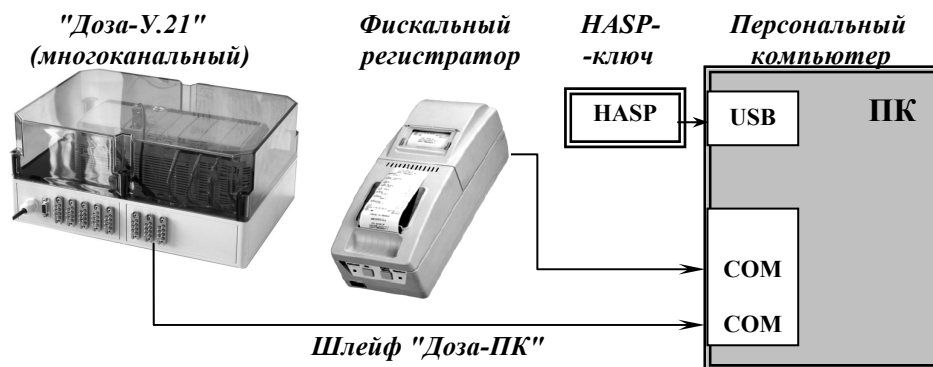 "Доза-У.21"
(многоканальный)
Фискальный
регистратор
HASP-
-ключ
Персональный
компьютер
HASP
USB
ПК
COM
COM
Шлейф "Доза-ПК"